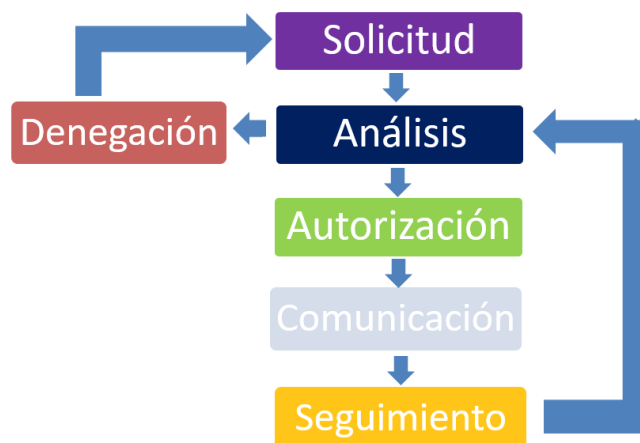 Solicitud
Denegación
Análisis
Autorización
Comunicación
Seguimiento